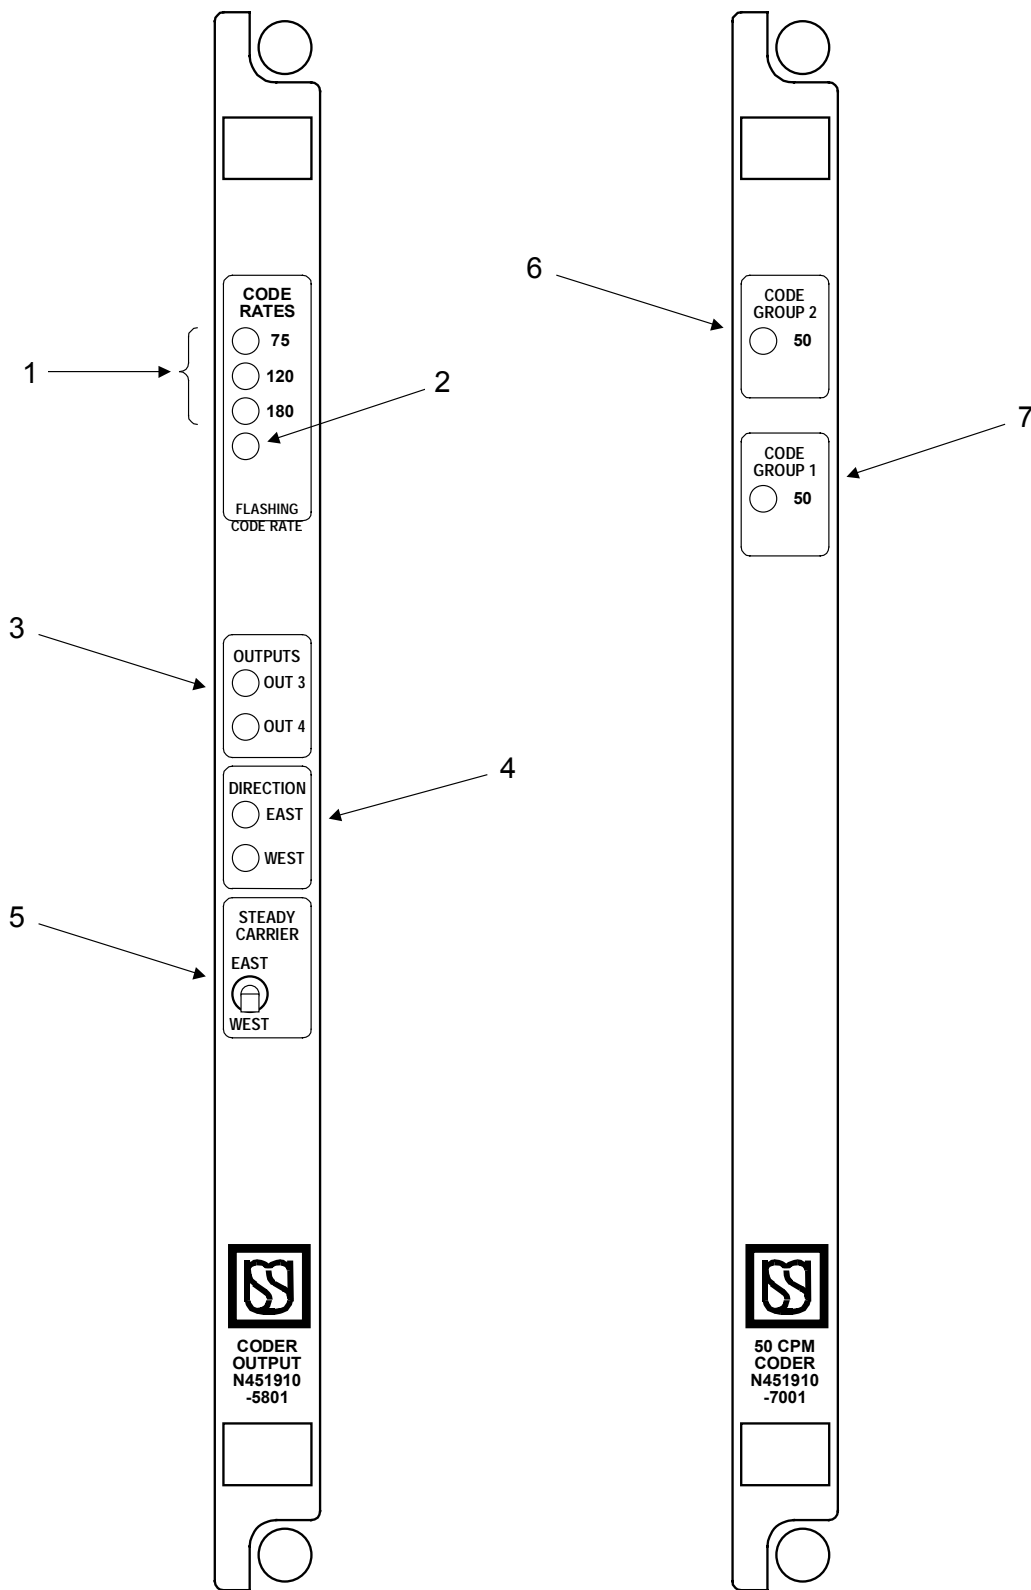 CODE
RATES
75
120
180
FLASHING
CODE RATE
1
2
3
OUTPUTS
OUT 3
OUT 4
4
DIRECTION
EAST
WEST
5
STEADY
CARRIER
EAST
WEST
CODER
OUTPUT
N451910
-5801
6
CODE
GROUP 2
50
7
CODE
GROUP 1
50
50 CPM
CODER
N451910
-7001